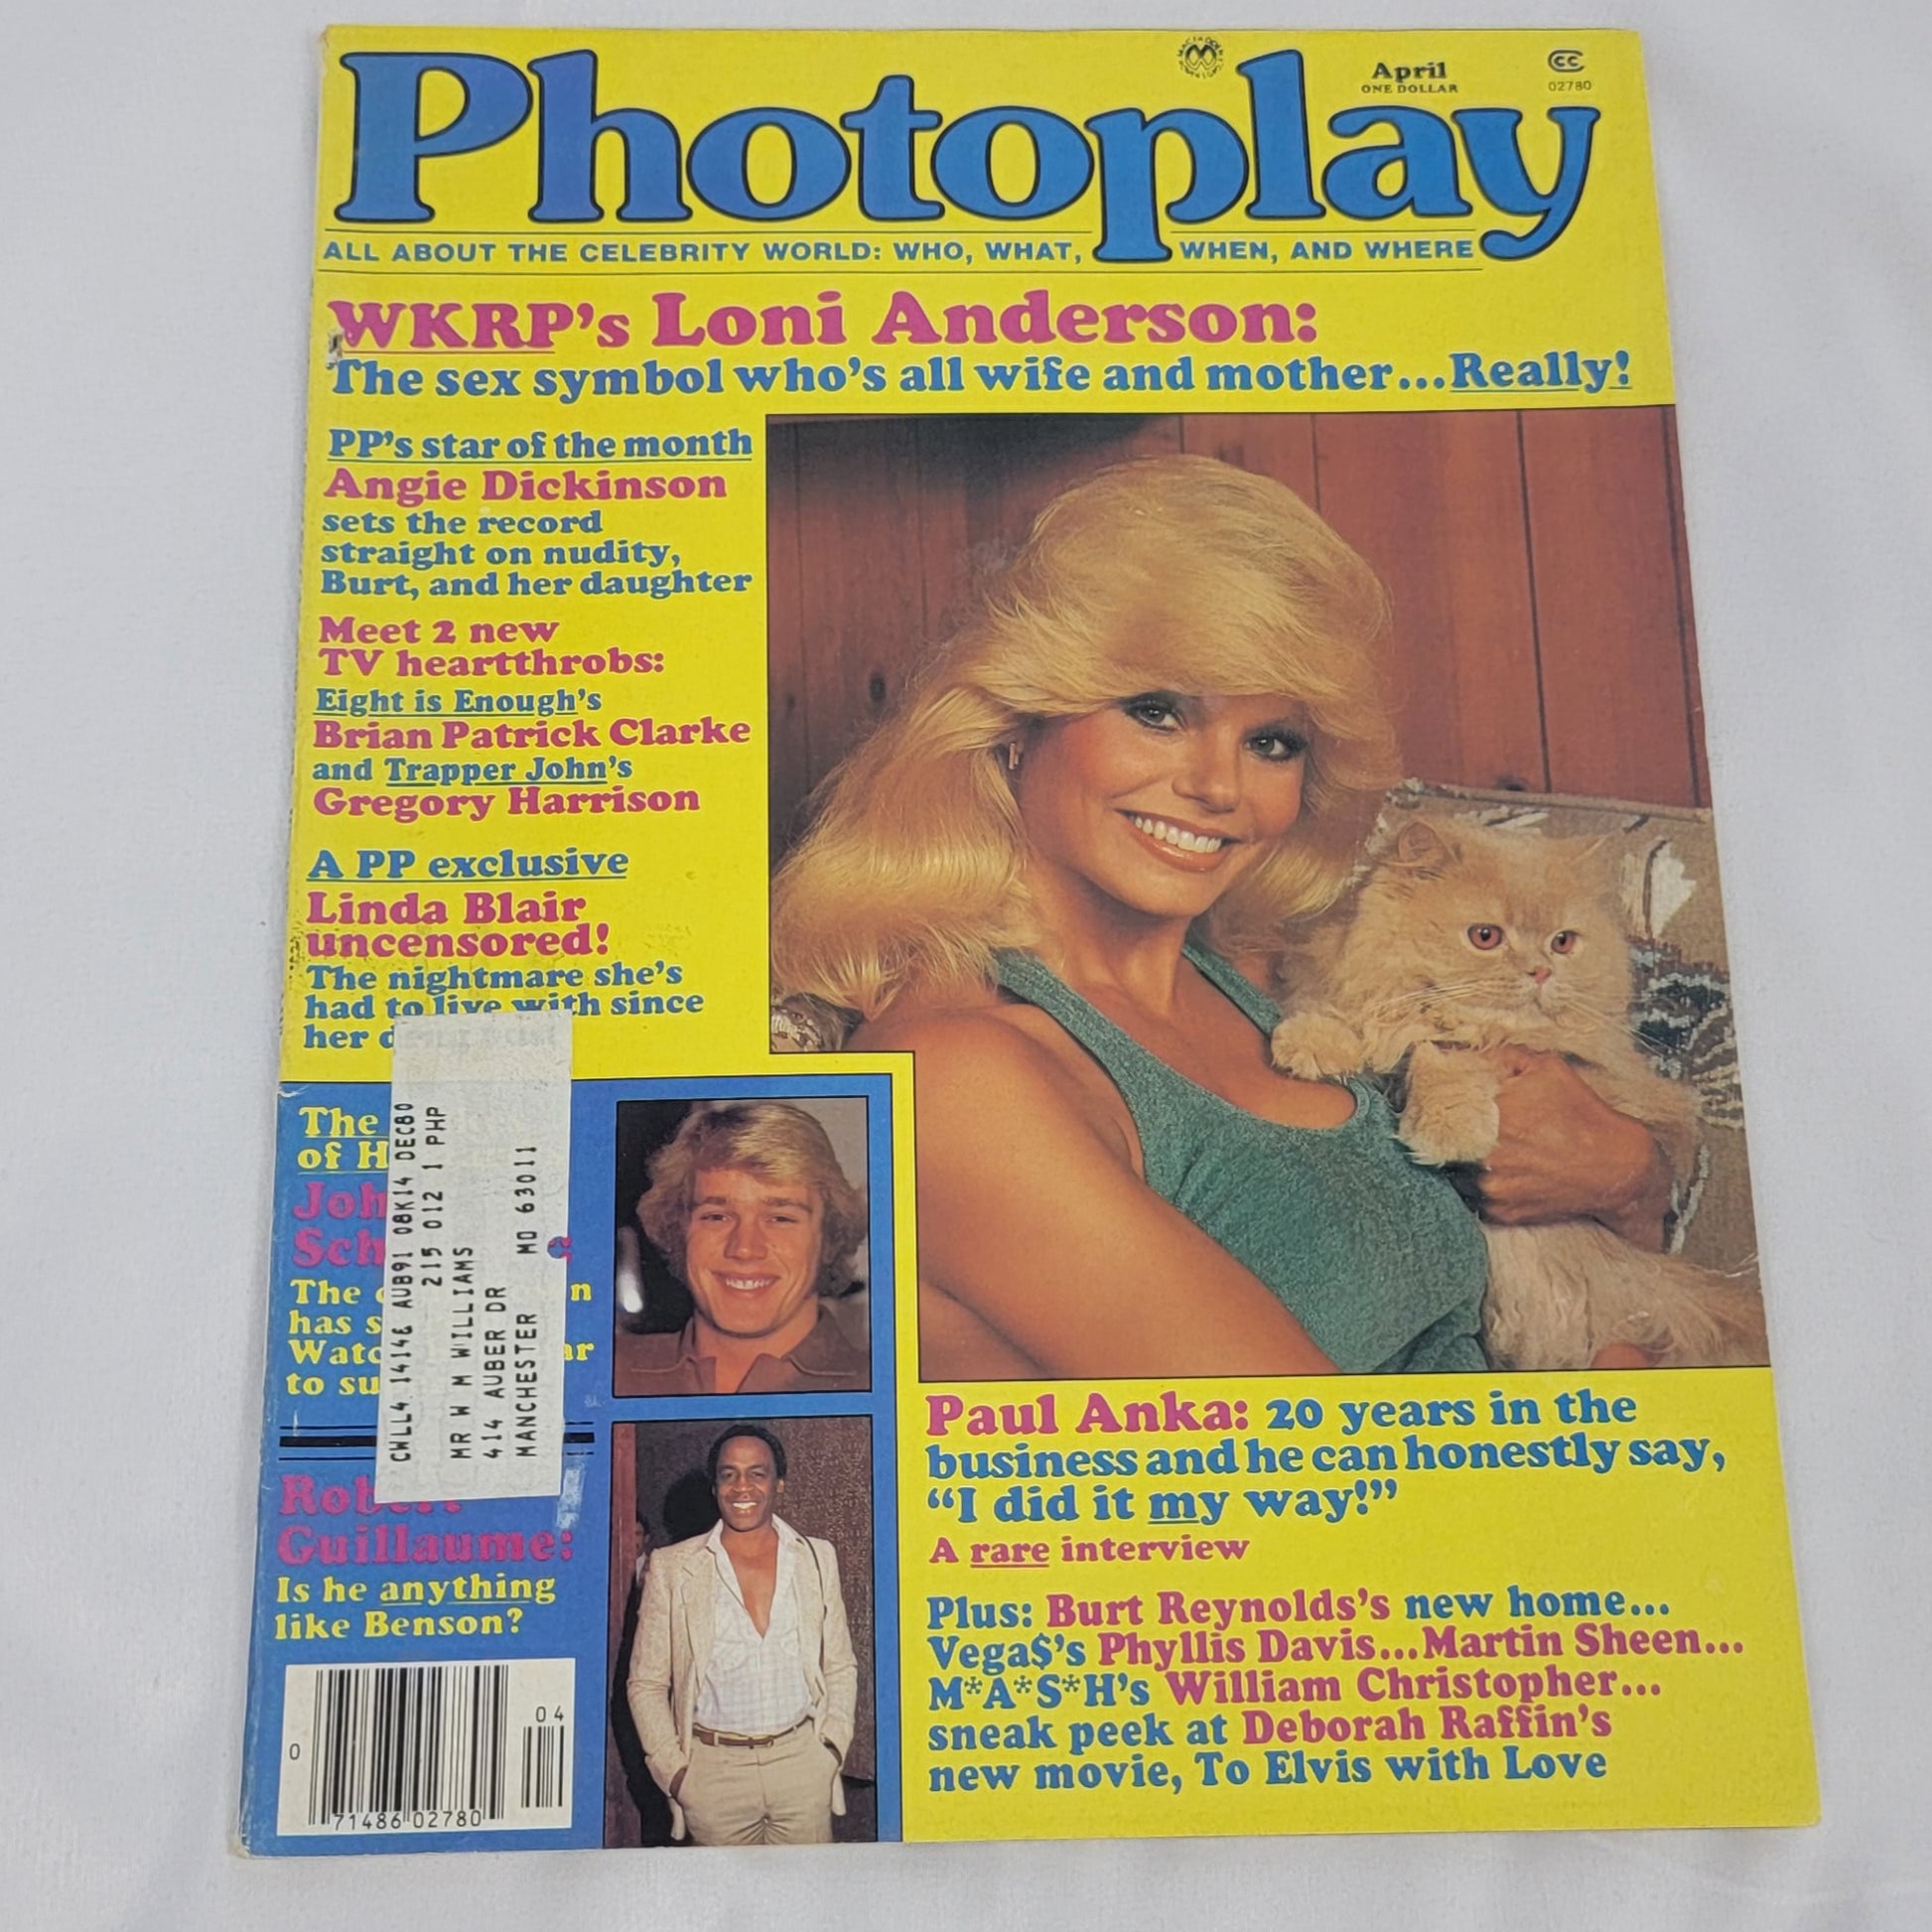 Photoplay
April
ONE DOLLAR
CC
02780
ALL ABOUT THE CELEBRITY WORLD: WHO, WHAT, WHEN, AND WHERE
WKRP's Loni Anderson:
The sex symbol who's all wife and mother...Really!
PP's star of the month
Angie Dickinson
sets the record
straight on nudity,
Burt, and her daughter
Meet 2 new
TV heartthrobs:
Eight is Enough's
Brian Patrick Clarke
and Trapper John's
Gregory Harrison
A PP exclusive
Linda Blair
uncensored!
The nightmare she's
had to live with since
her
The
of
The
has
to
CWLL4 1414& AUB91 08K14 DEC80
215 012 1 PHP
MR W M WILLIAMS
414 AUBER DR
MANCHESTER MO 63011
Robert
Guillaume:
Is he anything
like Benson?
04
0 71486 02780
Paul Anka: 20 years in the
business and he can honestly say,
“I did it my way!”
A rare interview
Plus: Burt Reynolds's new home...
Vega$'s Phyllis Davis...Martin Sheen...
M*A*S*H's William Christopher...
sneak peek at Deborah Raffin's
new movie, To Elvis with Love